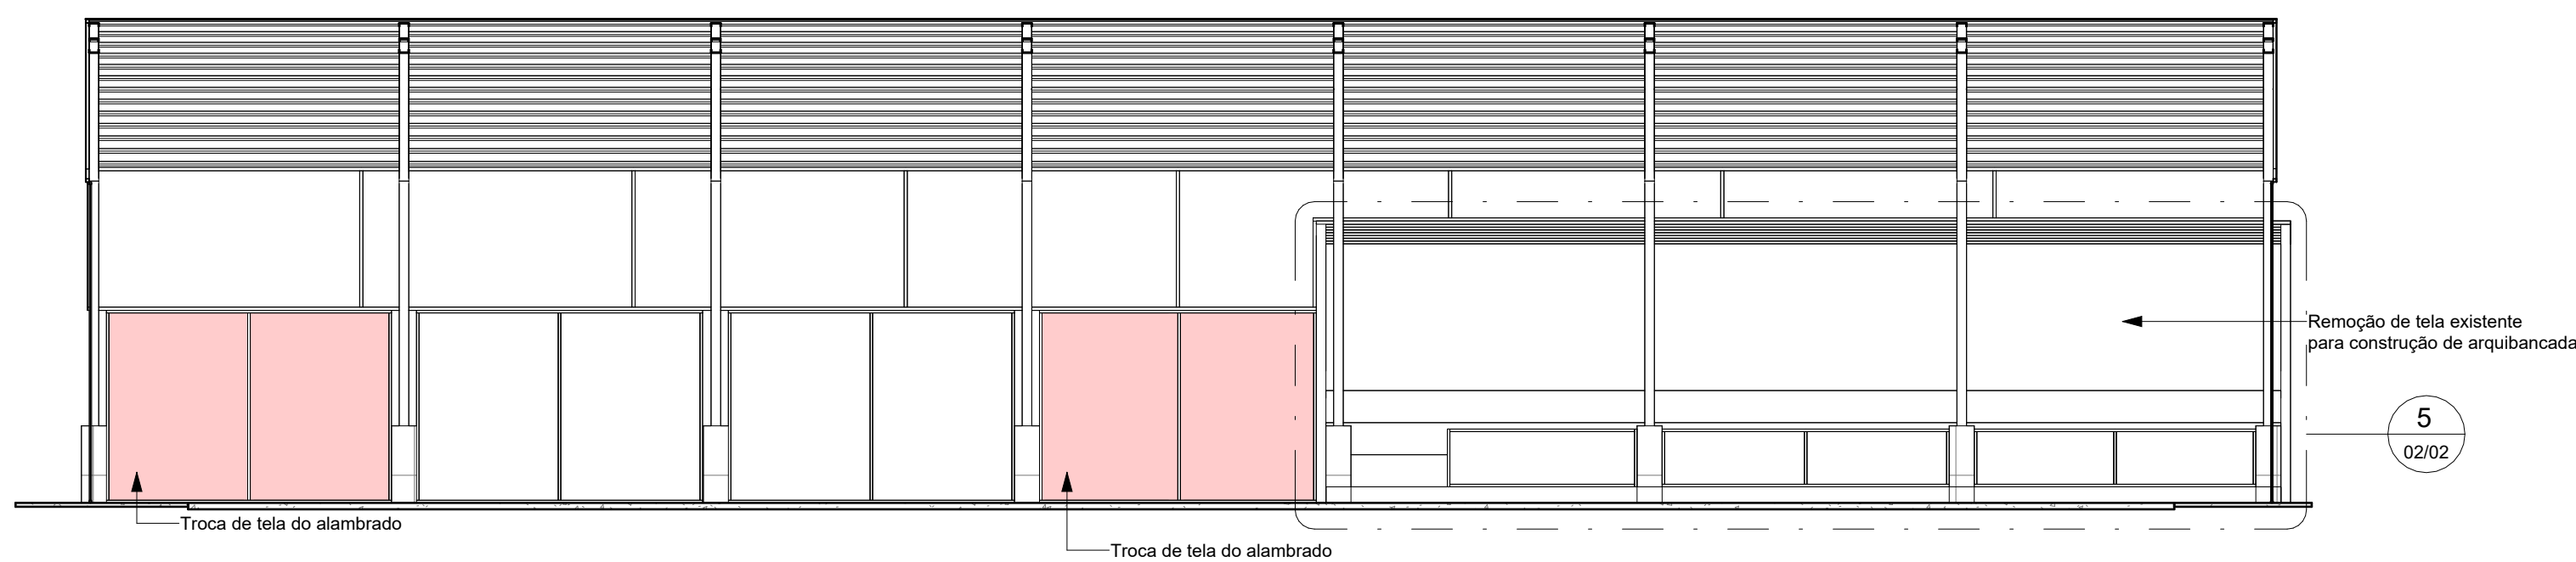 Remoção de tela existente
para construção de arquibancada
5
02/02
Troca de tela do alambrado
Troca de tela do alambrado